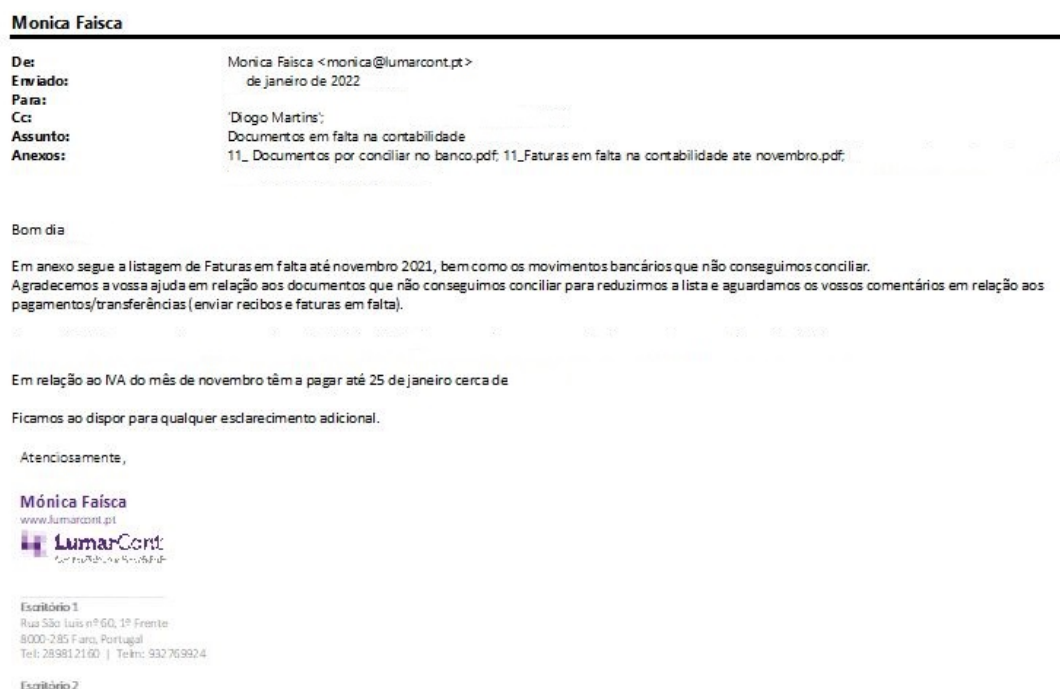 Monica Faisca
De: Monica Faisca <monica@lumarcont.pt>
Enviado: de janeiro de 2022
Para:
Cc: 'Diogo Martins';
Assunto: Documentos em falta na contabilidade
Anexos: 11_ Documentos por conciliar no banco.pdf; 11_Faturas em falta na contabilidade ate novembro.pdf;
Bom dia
Em anexo segue a listagem de Faturas em falta até novembro 2021, bem como os movimentos bancários que não conseguimos conciliar.
Agradecemos a vossa ajuda em relação aos documentos que não conseguimos conciliar para reduzirmos a lista e aguardamos os vossos comentários em relação aos
pagamentos/transferências (enviar recibos e faturas em falta).
Em relação ao IVA do mês de novembro têm a pagar até 25 de janeiro cerca de
Ficamos ao dispor para qualquer esclarecimento adicional.
Atenciosamente,
Mónica Faísca
www.lumarcont.pt
LumarCont
Escritório 1
Rua São Luis nº 60, 1º Frente
8000-285 Faro, Portugal
Tel: 289812160 | Telm: 932769924
Escritório 2